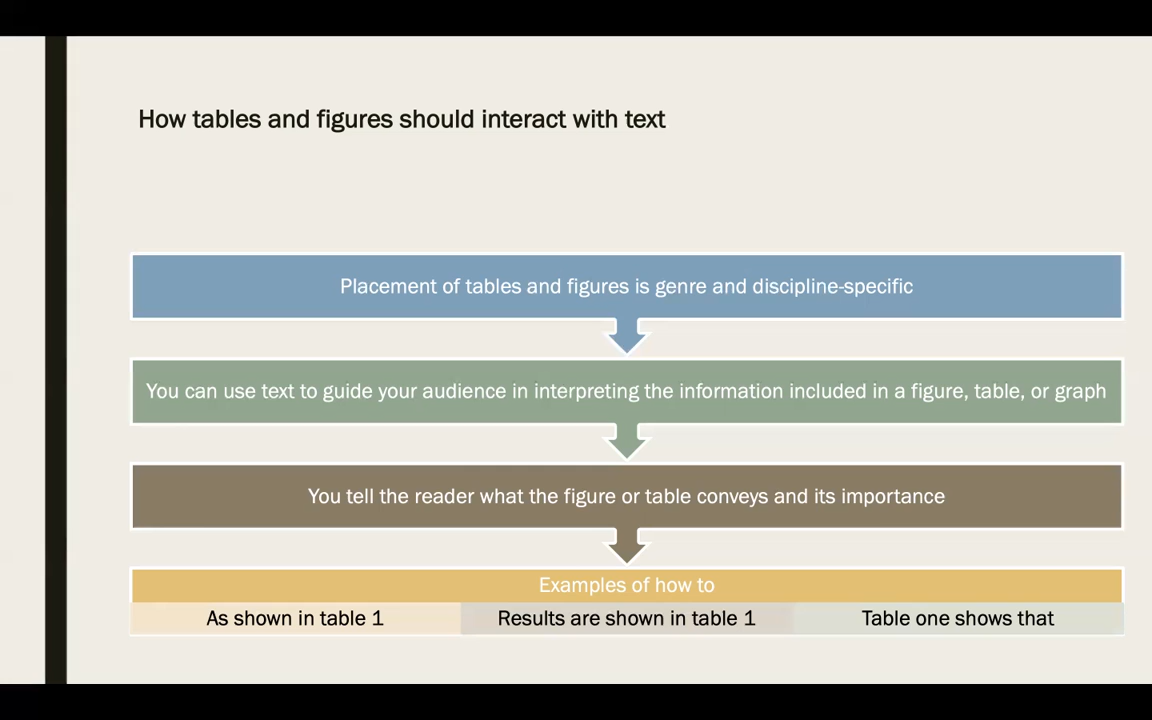 How tables and figures should interact with text
Placement of tables and figures is genre and discipline-specific
You can use text to guide your audience in interpreting the information included in a figure, table, or graph
You tell the reader what the figure or table conveys and its importance
Examples of how to
As shown in table 1
Results are shown in table 1
Table one shows that